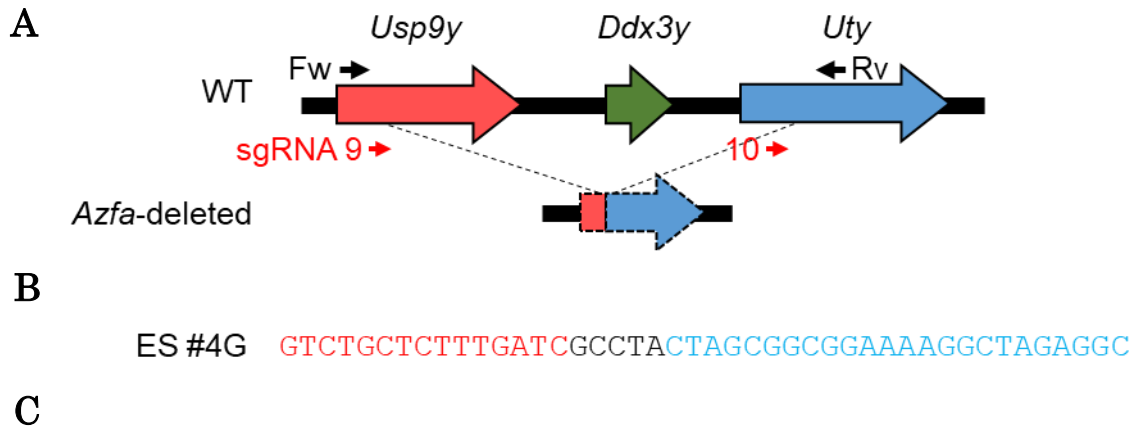 A
Usp9y Ddx3y Uty
Fw Rv
WT
sgRNA 9 10
Azfa-deleted
B
ES #4G GTCTGCTCTTTGATCGCCTACTAGCGGCGGAAAAGGCTAGAGGC
C